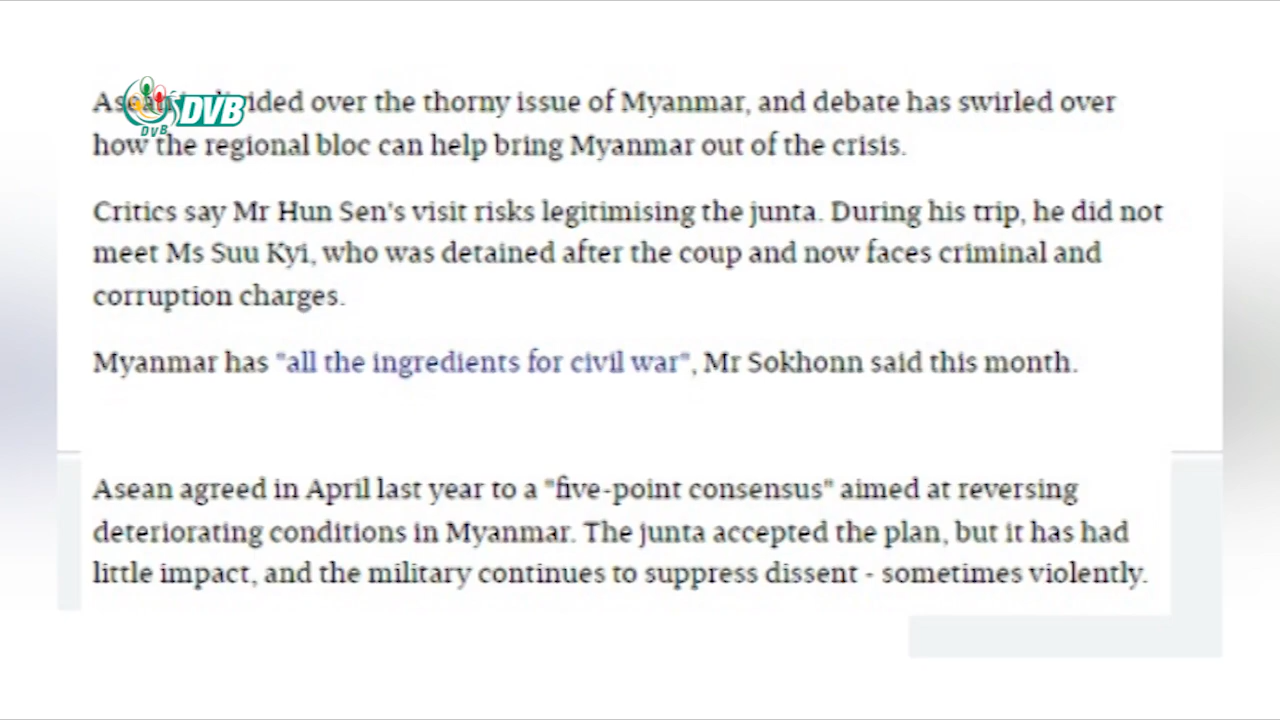 DVB
DVB
Asean is divided over the thorny issue of Myanmar, and debate has swirled over
how the regional bloc can help bring Myanmar out of the crisis.
Critics say Mr Hun Sen's visit risks legitimising the junta. During his trip, he did not
meet Ms Suu Kyi, who was detained after the coup and now faces criminal and
corruption charges.
Myanmar has "all the ingredients for civil war", Mr Sokhonn said this month.
Asean agreed in April last year to a "five-point consensus" aimed at reversing
deteriorating conditions in Myanmar. The junta accepted the plan, but it has had
little impact, and the military continues to suppress dissent - sometimes violently.